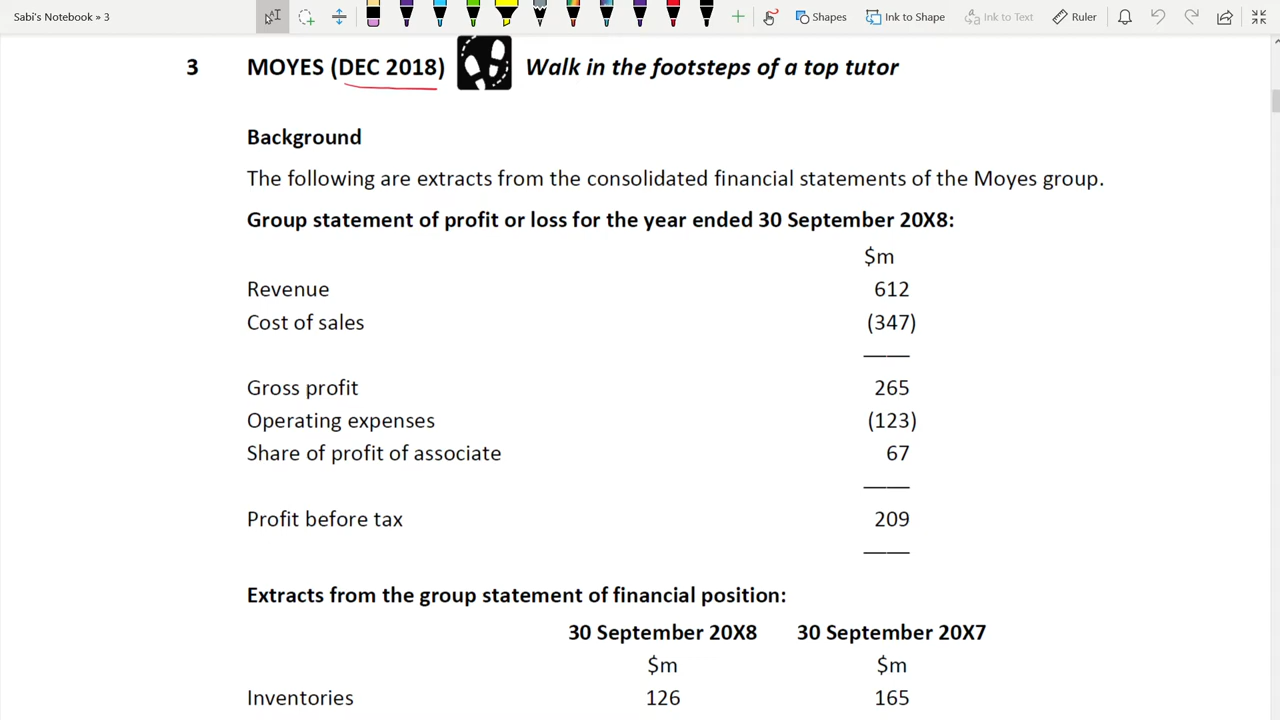 Sabi's Notebook » 3
Shapes
Ink to Shape
Ink to Text
Ruler
3 MOYES (DEC 2018) Walk in the footsteps of a top tutor
Background
The following are extracts from the consolidated financial statements of the Moyes group.
Group statement of profit or loss for the year ended 30 September 20X8:
$m
Revenue 612
Cost of sales (347)
Gross profit 265
Operating expenses (123)
Share of profit of associate 67
Profit before tax 209
Extracts from the group statement of financial position:
30 September 20X8 30 September 20X7
$m $m
Inventories 126 165